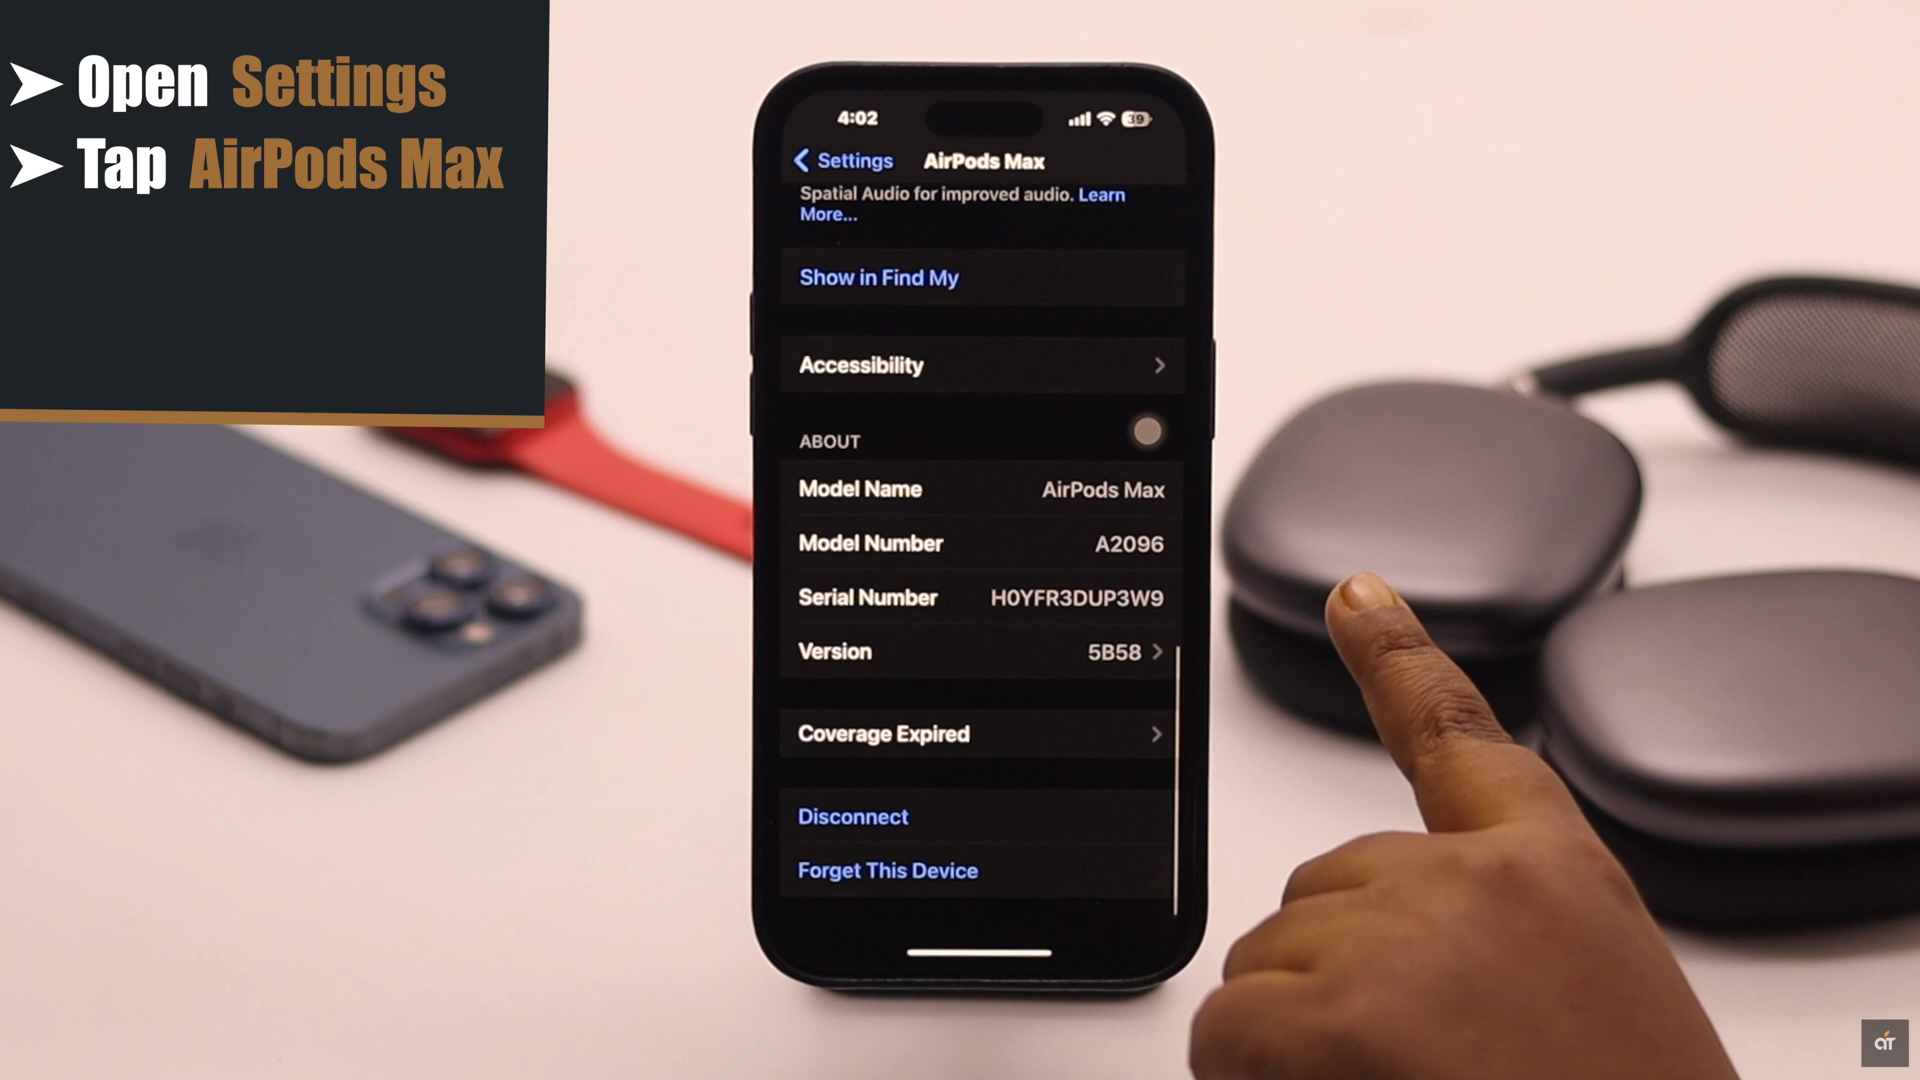 ➤ Open Settings
➤ Tap AirPods Max
4:02
39
Settings
AirPods Max
Spatial Audio for improved audio. Learn
More...
Show in Find My
Accessibility
ABOUT
Model Name AirPods Max
Model Number A2096
Serial Number H0YFR3DUP3W9
Version 5B58
Coverage Expired
Disconnect
Forget This Device
aT